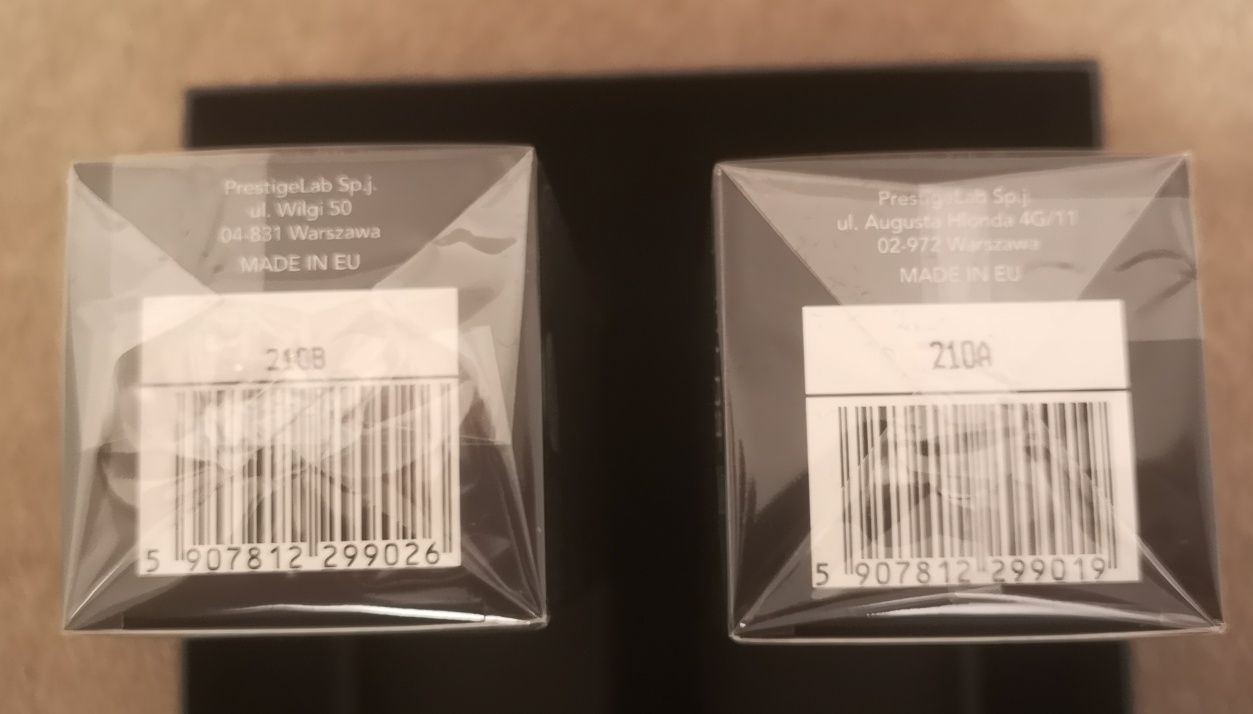 PrestigeLab Sp.j.
ul. Wilgi 50
04-831 Warszawa
MADE IN EU
210B
5 907812 299026
PrestigeLab Sp.j.
ul. Augusta Hlonda 4G/11
02-972 Warszawa
MADE IN EU
210A
5 907812 299019